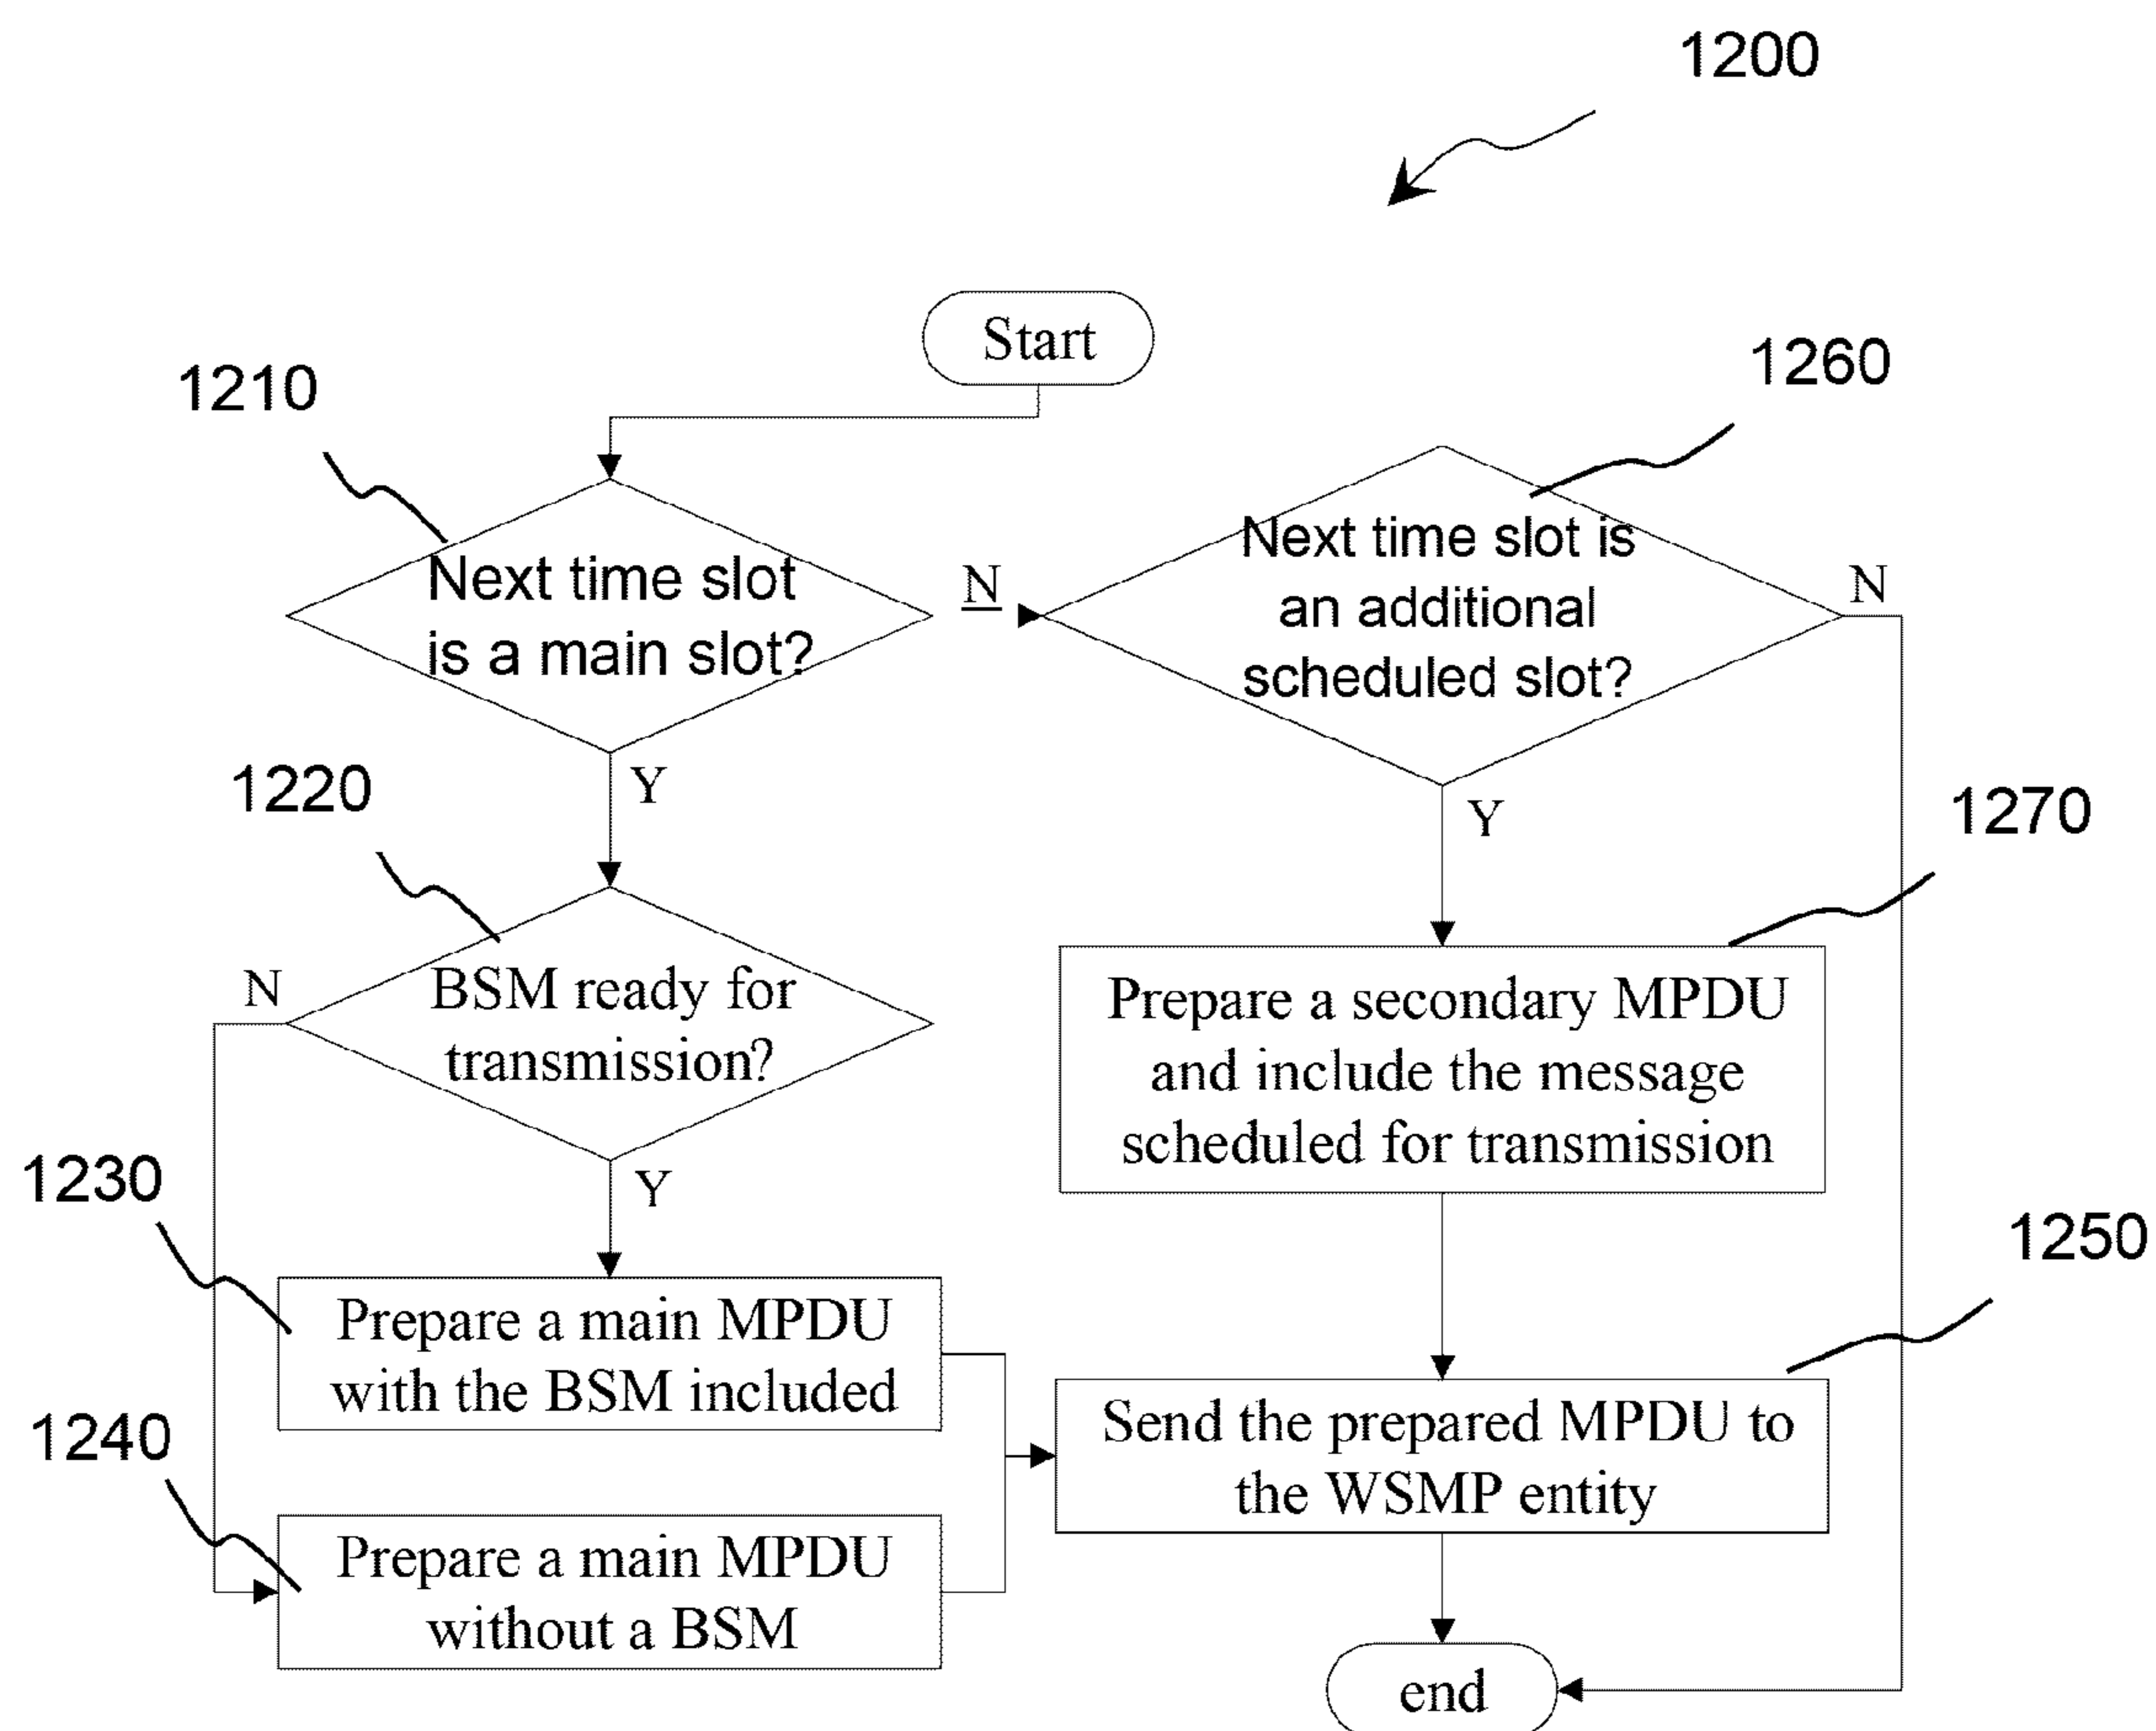 1200
Start
1210
1260
Next time slot
is a main slot?
N
Next time slot is
an additional
scheduled slot?
N
Y
Y
1220
1270
N
BSM ready for
transmission?
Prepare a secondary MPDU
and include the message
scheduled for transmission
Y
1230
1250
Prepare a main MPDU
with the BSM included
Send the prepared MPDU to
the WSMP entity
1240
Prepare a main MPDU
without a BSM
end